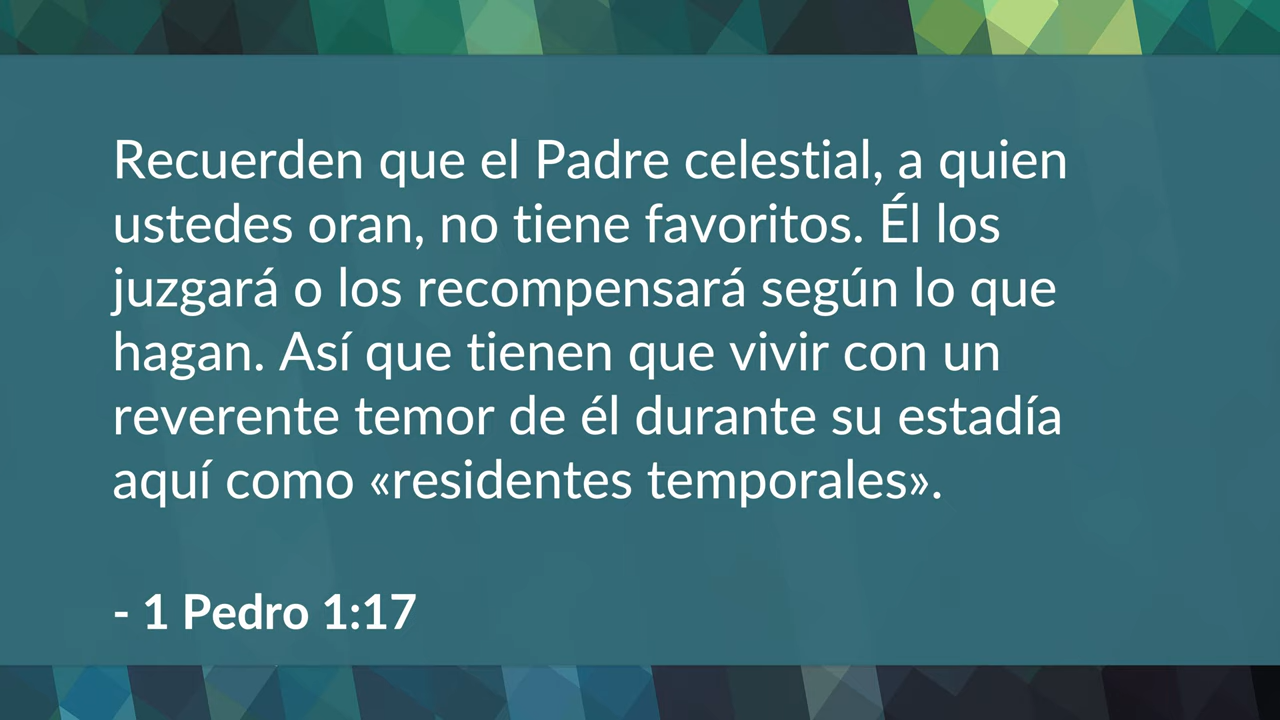 Recuerden que el Padre celestial, a quien
ustedes oran, no tiene favoritos. Él los
juzgará o los recompensará según lo que
hagan. Así que tienen que vivir con un
reverente temor de él durante su estadía
aquí como «residentes temporales».
- 1 Pedro 1:17